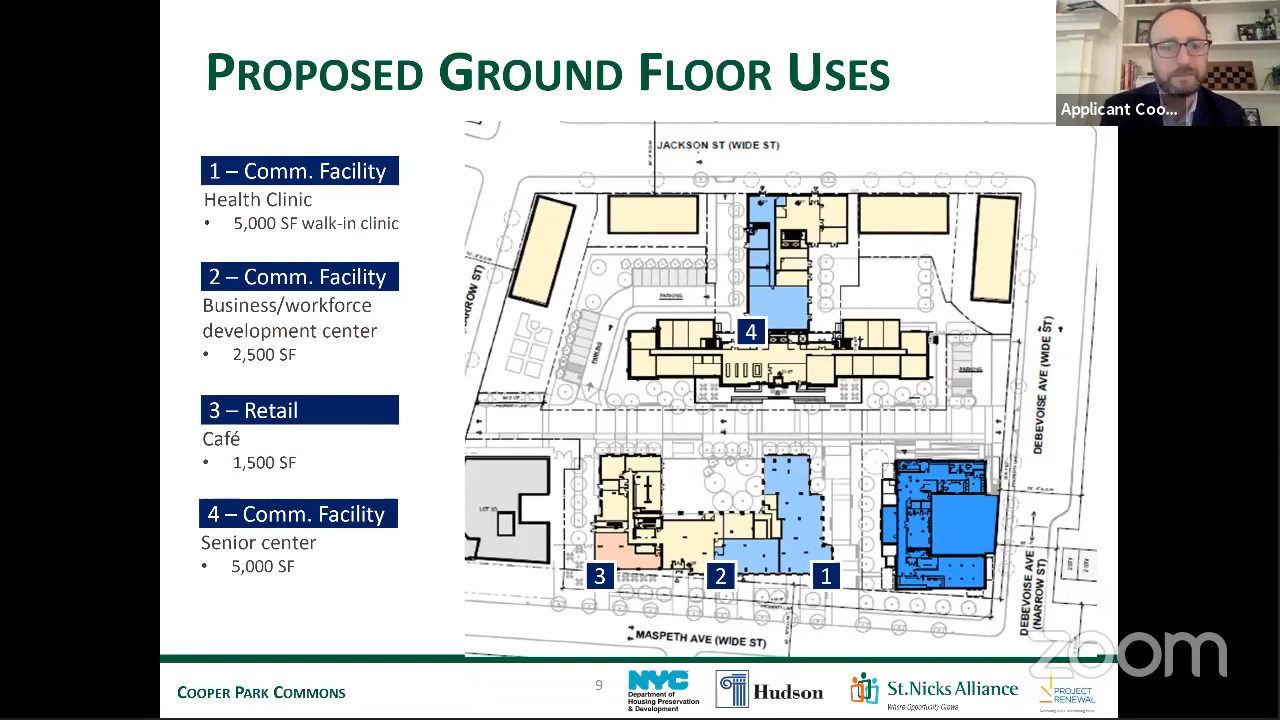 PROPOSED GROUND FLOOR USES
Applicant Coo...
1 – Comm. Facility
Health Clinic
• 5,000 SF walk-in clinic
2 – Comm. Facility
Business/workforce
development center
• 2,500 SF
3 – Retail
Café
• 1,500 SF
4 – Comm. Facility
Senior center
• 5,000 SF
JACKSON ST (WIDE ST)
PARKING
PARKING
PARKING
4
DEBEVOISE AVE (WIDE ST)
3
2
1
DEBEVOISE AVE
(NARROW ST)
MASPETH AVE (WIDE ST)
zoom
COOPER PARK COMMONS
9
NYC
Department of
Housing Preservation
& Development
Hudson
St.Nicks Alliance
Where Opportunity Grows
PROJECT
RENEWAL